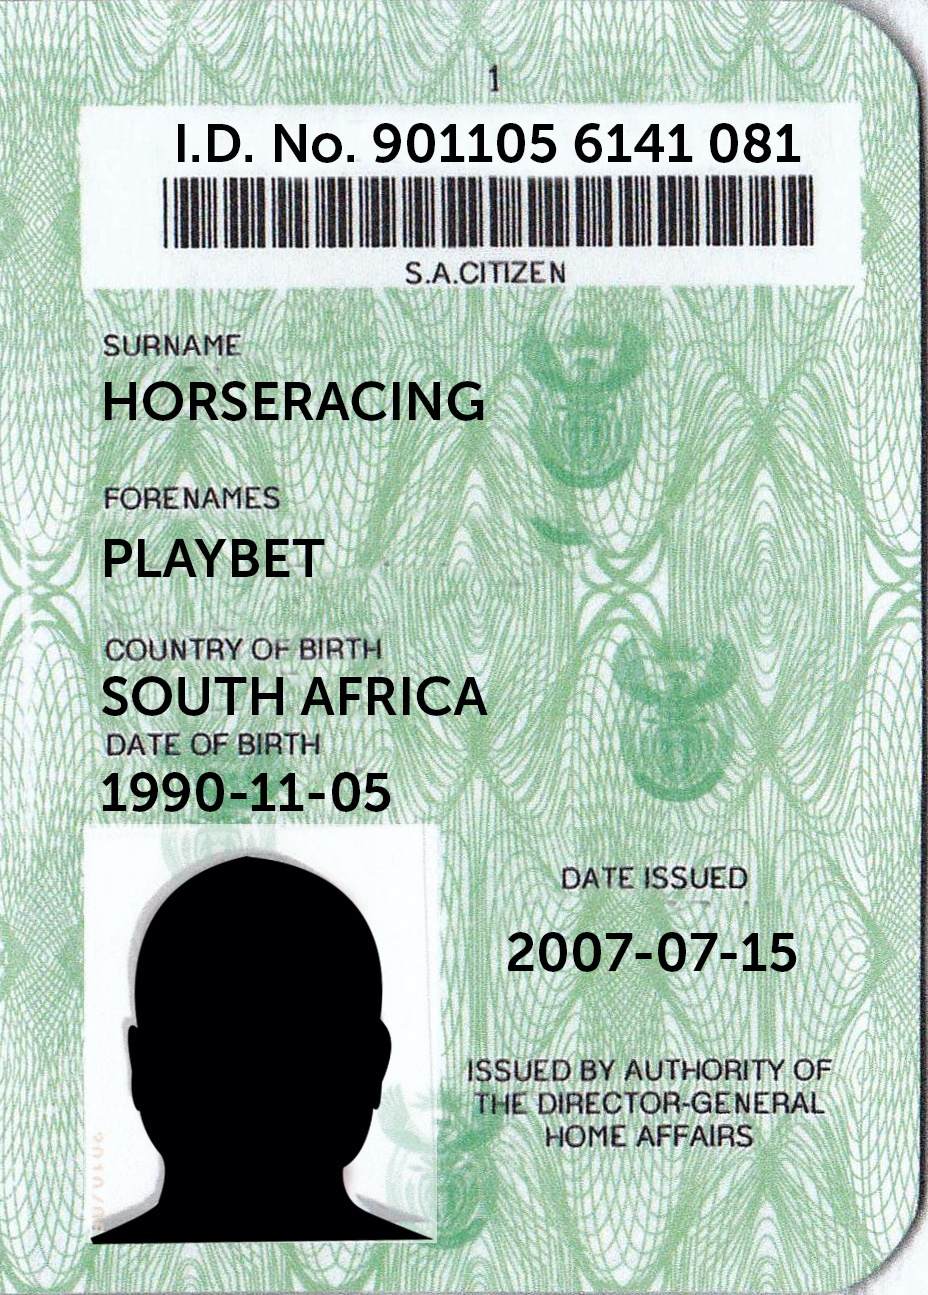 1
I.D. No. 901105 6141 081
S.A.CITIZEN
SURNAME
HORSERACING
FORENAMES
PLAYBET
COUNTRY OF BIRTH
SOUTH AFRICA
DATE OF BIRTH
1990-11-05
DATE ISSUED
2007-07-15
ISSUED BY AUTHORITY OF
THE DIRECTOR-GENERAL
HOME AFFAIRS